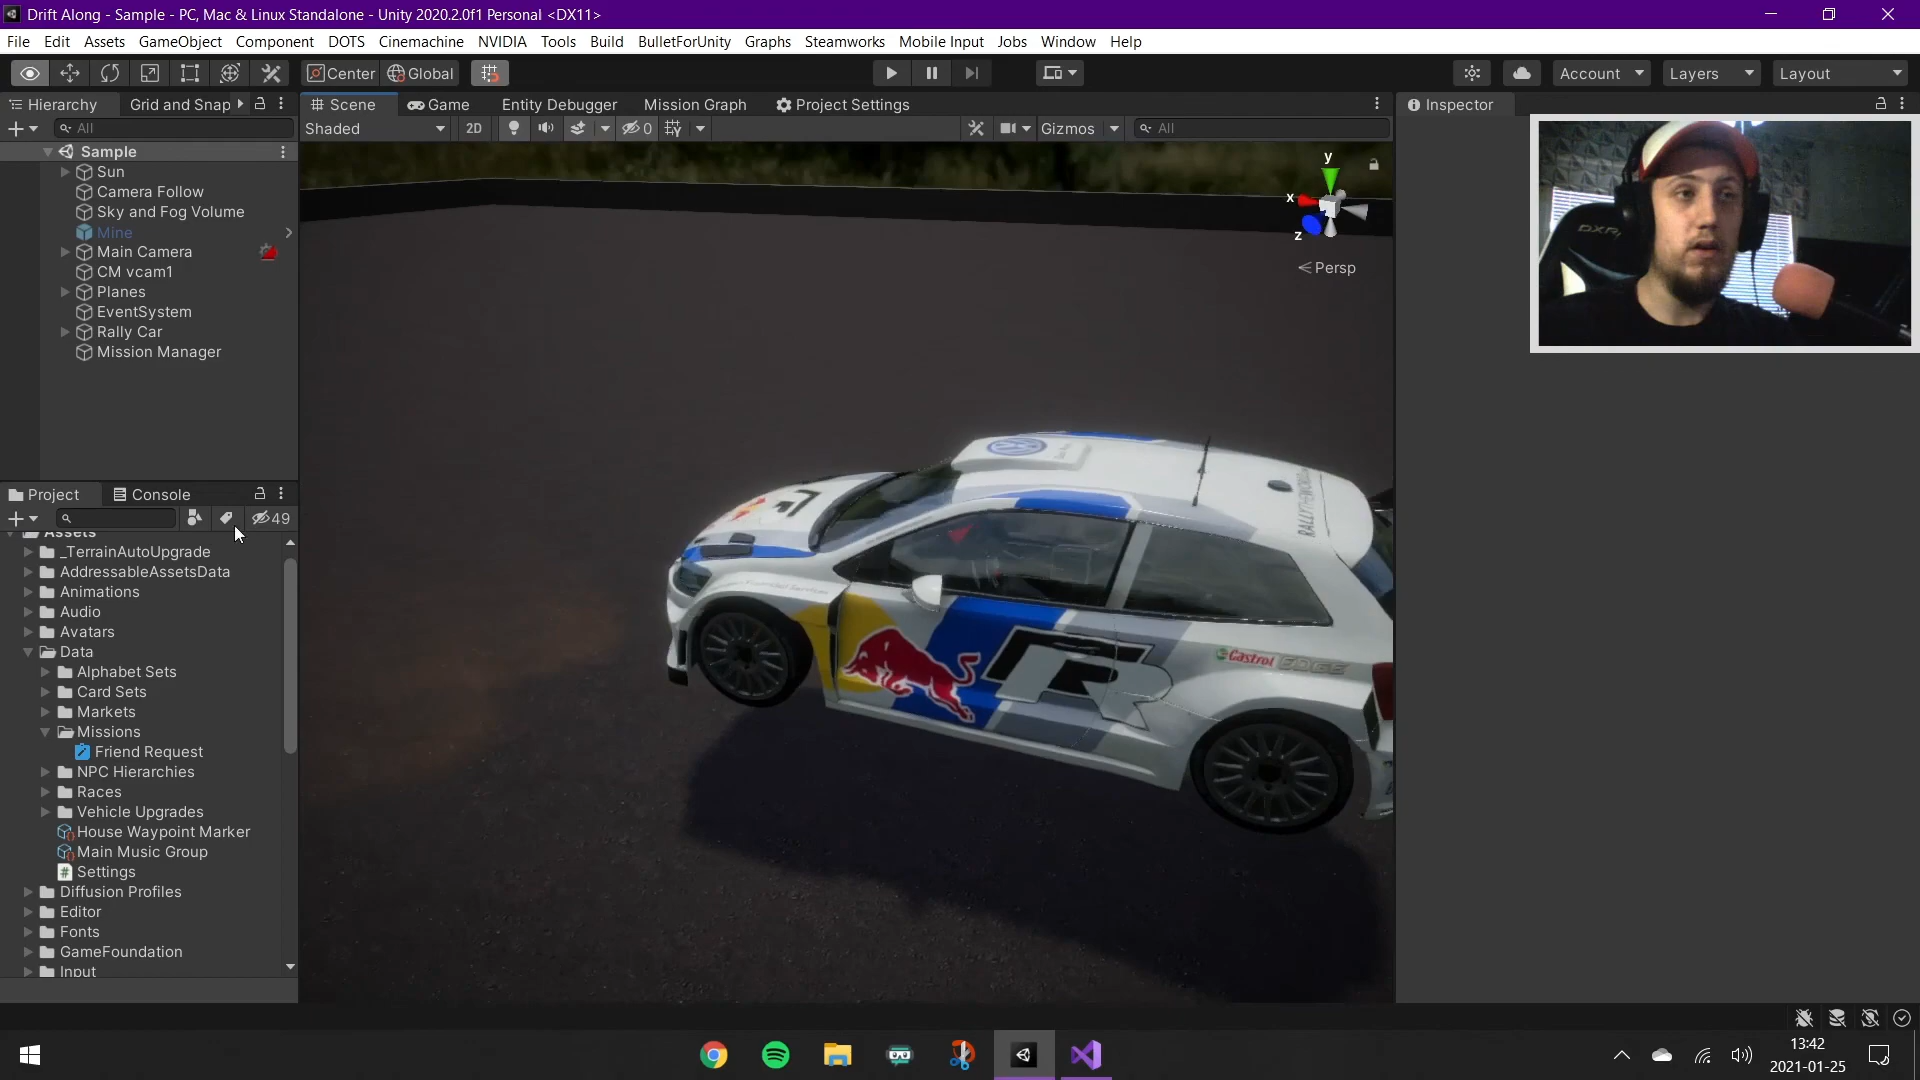 Drift Along - Sample - PC, Mac & Linux Standalone - Unity 2020.2.0f1 Personal <DX11>
File Edit Assets GameObject Component DOTS Cinemachine NVIDIA Tools Build BulletForUnity Graphs Steamworks Mobile Input Jobs Window Help
Center Global Account Layers Layout
Hierarchy Grid and Snap Scene Game Entity Debugger Mission Graph Project Settings Inspector
All Shaded 2D 0 Gizmos All
Sample
Sun
Camera Follow
Sky and Fog Volume
Mine
Main Camera
CM vcam1
Planes
EventSystem
Rally Car
Mission Manager
y
x
z
Persp
DXR
Project Console
49
Assets
_TerrainAutoUpgrade
AddressableAssetsData
Animations
Audio
Avatars
Data
Alphabet Sets
Card Sets
Markets
Missions
Friend Request
NPC Hierarchies
Races
Vehicle Upgrades
House Waypoint Marker
Main Music Group
Settings
Diffusion Profiles
Editor
Fonts
GameFoundation
Input
R
Castrol EDGE
13:42
2021-01-25